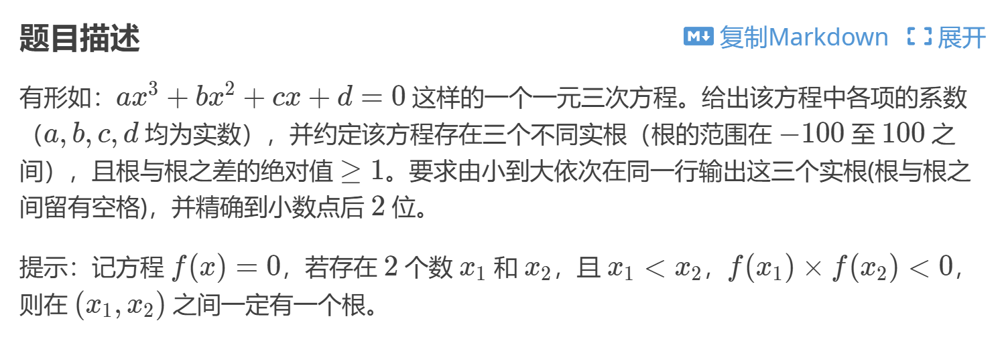 题目描述
复制Markdown 展开
有形如：$ax^3 + bx^2 + cx + d = 0$ 这样的一个一元三次方程。给出该方程中各项的系数
（$a, b, c, d$ 均为实数），并约定该方程存在三个不同实根（根的范围在 $-100$ 至 $100$ 之
间），且根与根之差的绝对值 $\geq 1$。要求由小到大依次在同一行输出这三个实根(根与根之
间留有空格)，并精确到小数点后 $2$ 位。
提示：记方程 $f(x) = 0$，若存在 $2$ 个数 $x_1$ 和 $x_2$，且 $x_1 < x_2$，$f(x_1) \times f(x_2) < 0$，
则在 $(x_1, x_2)$ 之间一定有一个根。